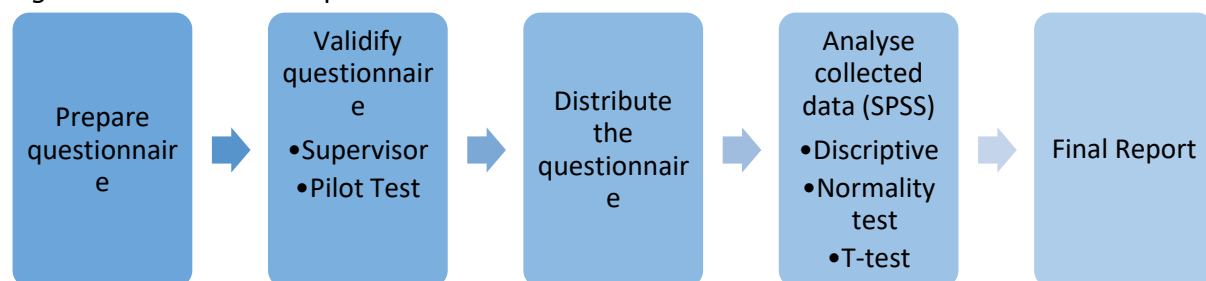 Prepare
questionnair
e
Validify
questionnair
e
•Supervisor
•Pilot Test
Distribute
the
questionnair
e
Analyse
collected
data (SPSS)
•Discriptive
•Normality
test
•T-test
Final Report